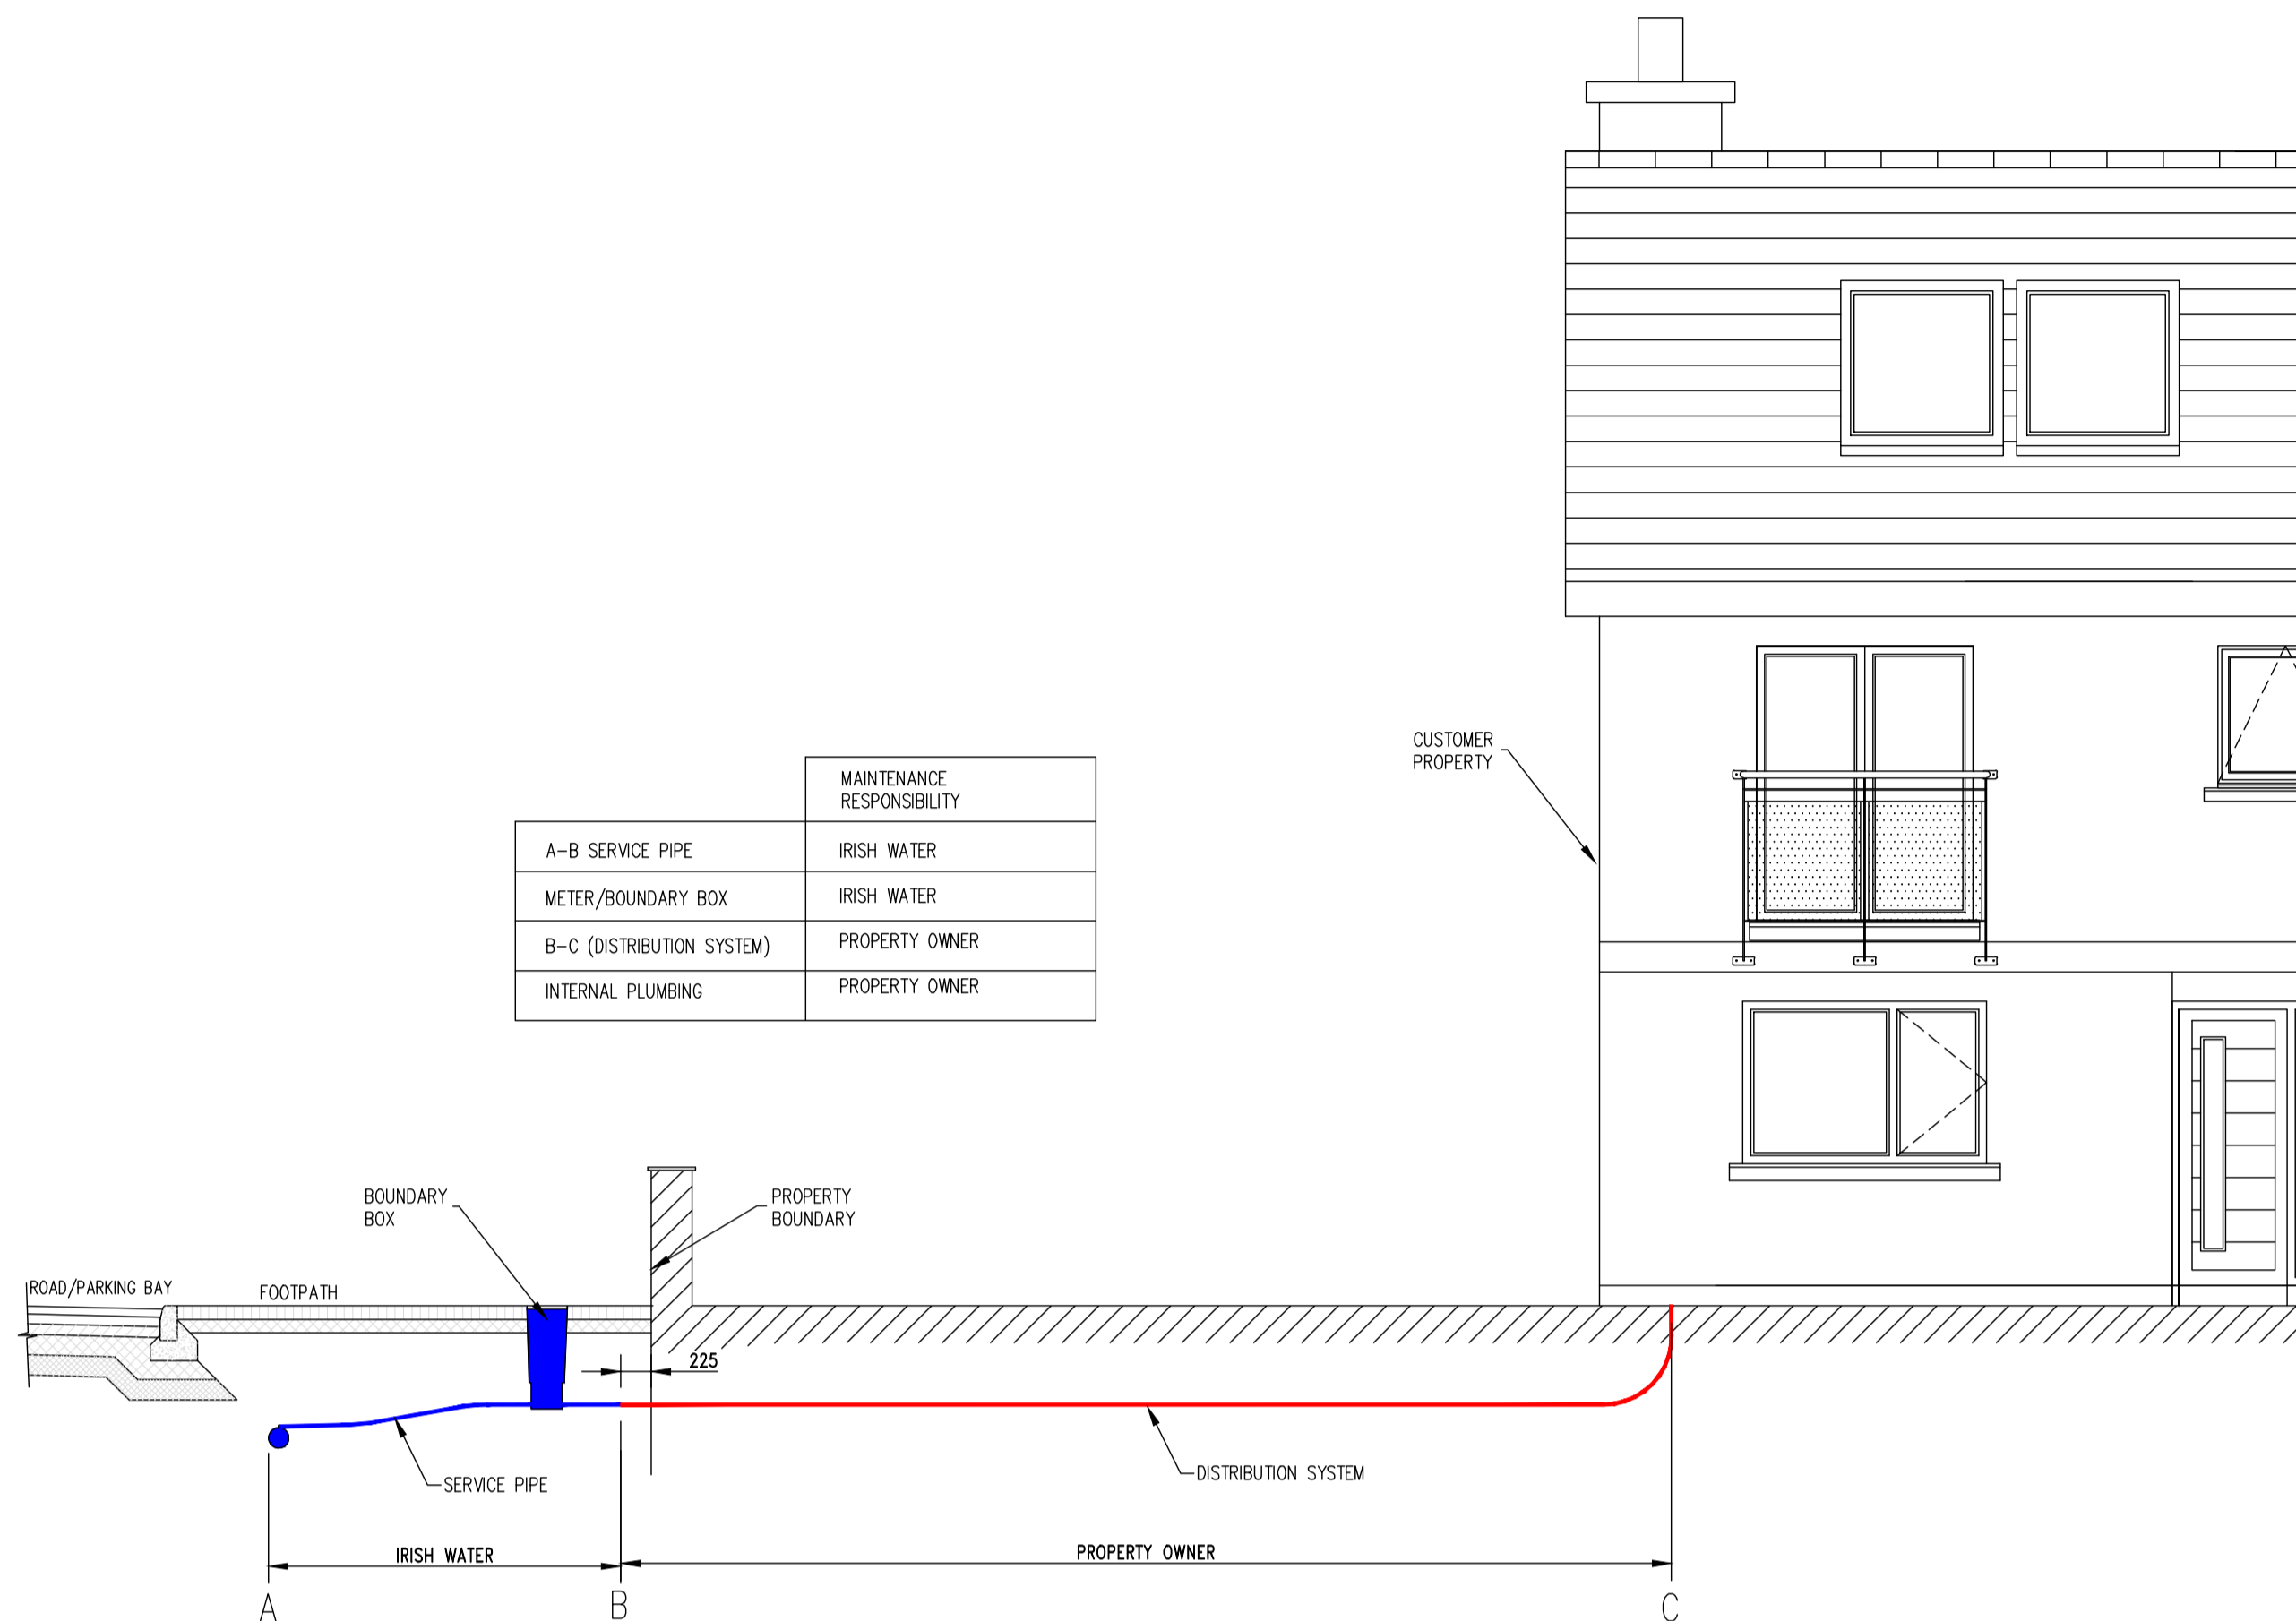 CUSTOMER
PROPERTY
MAINTENANCE
RESPONSIBILITY
A-B SERVICE PIPE IRISH WATER
METER/BOUNDARY BOX IRISH WATER
B-C (DISTRIBUTION SYSTEM) PROPERTY OWNER
INTERNAL PLUMBING PROPERTY OWNER
BOUNDARY
BOX
PROPERTY
BOUNDARY
ROAD/PARKING BAY
FOOTPATH
225
SERVICE PIPE
DISTRIBUTION SYSTEM
IRISH WATER
PROPERTY OWNER
A
B
C